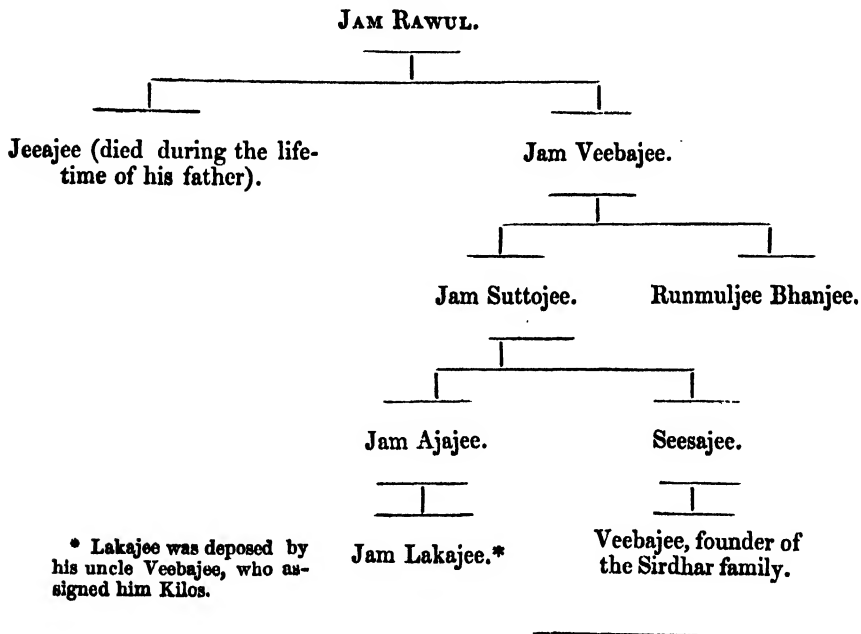 JAM RAWUL.
Jeeajee (died during the life-
time of his father).
Jam Veebajee.
Jam Suttojee.
Runmuljee Bhanjee.
Jam Ajajee.
Seesajee.
* Lakajee was deposed by
his uncle Veebajee, who as-
signed him Kilos.
Jam Lakajee.*
Veebajee, founder of
the Sirdhar family.